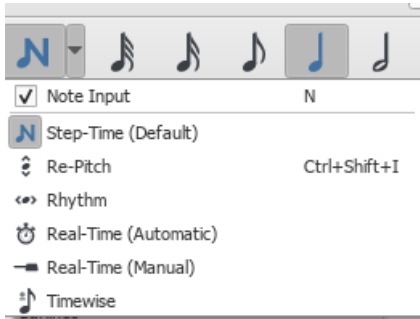 N
Note Input N
Step-Time (Default)
Re-Pitch Ctrl+Shift+I
Rhythm
Real-Time (Automatic)
Real-Time (Manual)
Timewise